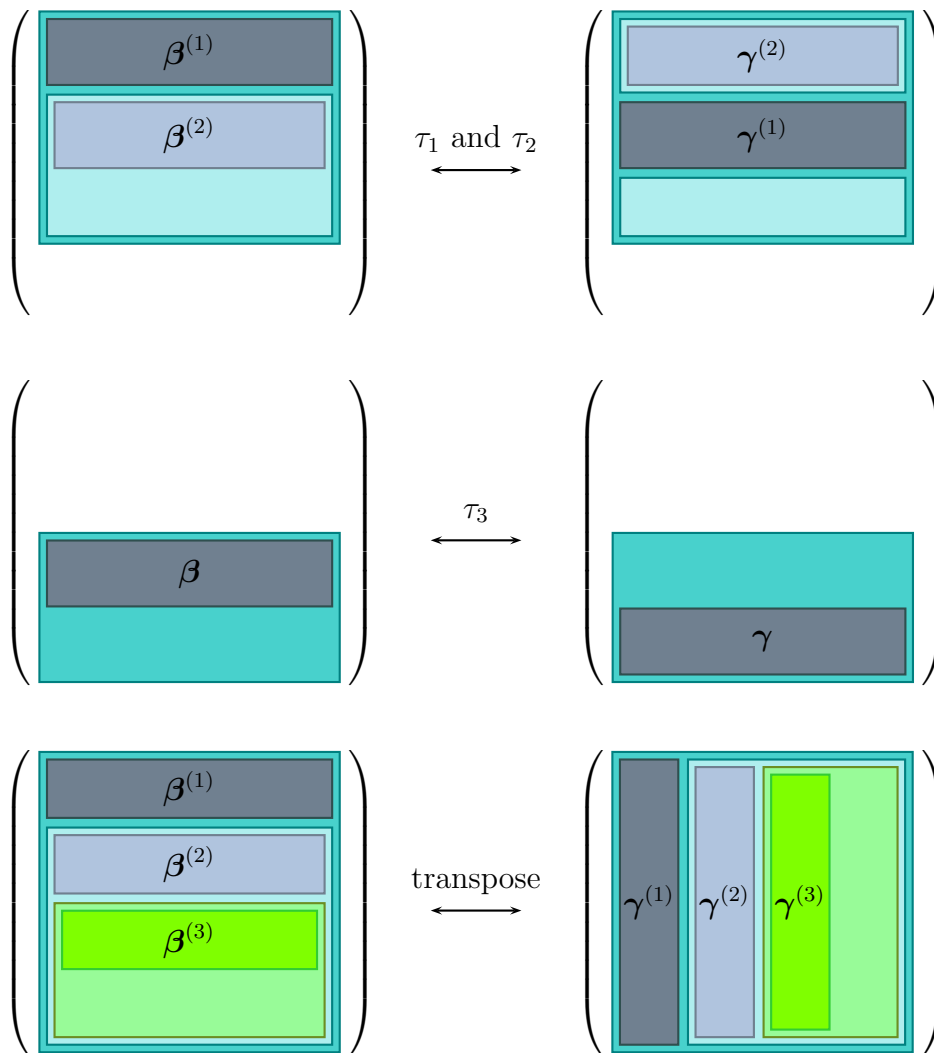 β^(1) γ^(2)
β^(2) τ₁ and τ₂ γ^(1)
τ₃
β γ
β^(1)
β^(2)
transpose γ^(1) γ^(2) γ^(3)
β^(3)